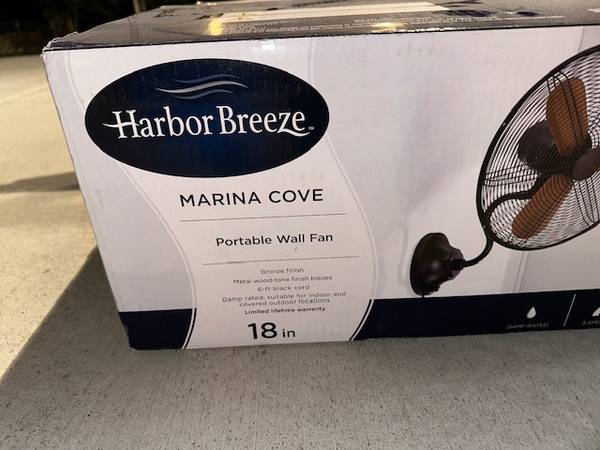 Harbor Breeze™
MARINA COVE
Portable Wall Fan
Bronze finish
Metal wood-tone finish blades
6-ft black cord
Damp rated, suitable for indoor and
covered outdoor locations
Limited lifetime warranty
18 in
DAMP RATED